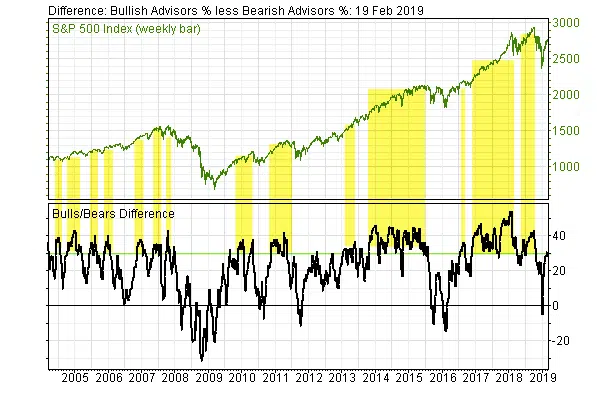 Difference: Bullish Advisors % less Bearish Advisors %: 19 Feb 2019
S&P 500 Index (weekly bar)
3000
2500
2000
1500
1000
Bulls/Bears Difference
40
20
0
-20
2005 2006 2007 2008 2009 2010 2011 2012 2013 2014 2015 2016 2017 2018 2019